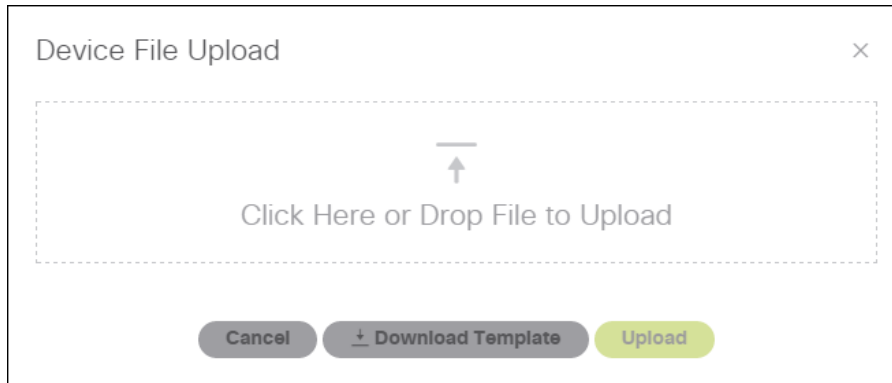 Device File Upload
Click Here or Drop File to Upload
Cancel Download Template Upload